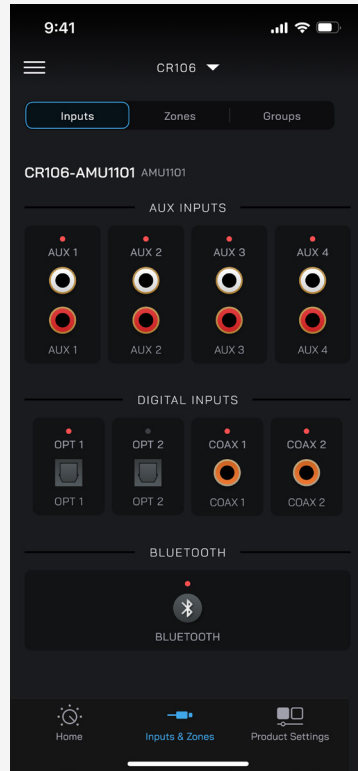 9:41
CR106
Inputs Zones Groups
CR106-AMU1101 AMU1101
AUX INPUTS
AUX 1 AUX 2 AUX 3 AUX 4
AUX 1 AUX 2 AUX 3 AUX 4
DIGITAL INPUTS
OPT 1 OPT 2 COAX 1 COAX 2
OPT 1 OPT 2 COAX 1 COAX 2
BLUETOOTH
BLUETOOTH
Home Inputs & Zones Product Settings